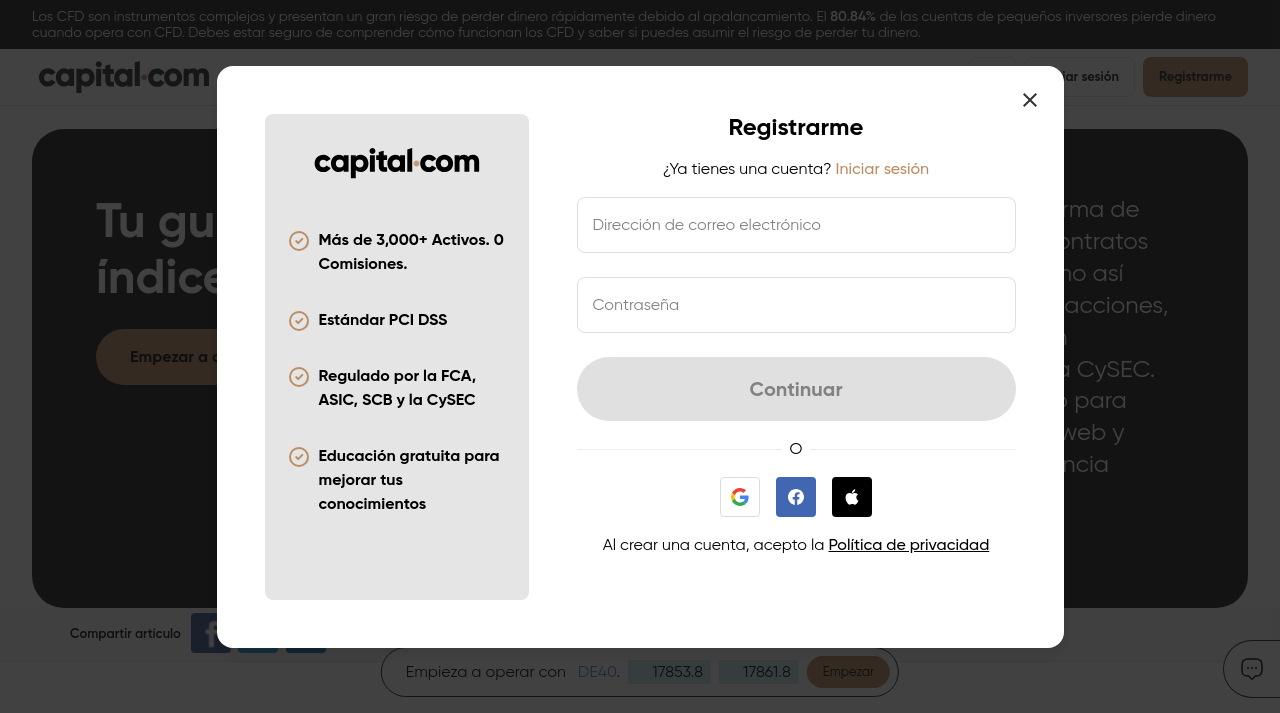 Los CFD son instrumentos complejos y presentan un gran riesgo de perder dinero rápidamente debido al apalancamiento. El 80.84% de las cuentas de pequeños inversores pierde dinero
cuando opera con CFD. Debes estar seguro de comprender cómo funcionan los CFD y saber si puedes asumir el riesgo de perder tu dinero.
capital.com
sesión
Registrarme
Tu
índice
Empezar a
rma de
ontratos
no así
acciones,
CySEC.
para
web y
Registrarme
¿Ya tienes una cuenta? Iniciar sesión
Dirección de correo electrónico
Contraseña
Continuar
O
Al crear una cuenta, acepto la Política de privacidad
capital.com
Más de 3,000+ Activos. 0
Comisiones.
Estándar PCI DSS
Regulado por la FCA,
ASIC, SCB y la CySEC
Educación gratuita para
mejorar tus
conocimientos
Compartir artículo
Empieza a operar con DE40. 17853.8 17861.8 Empezar